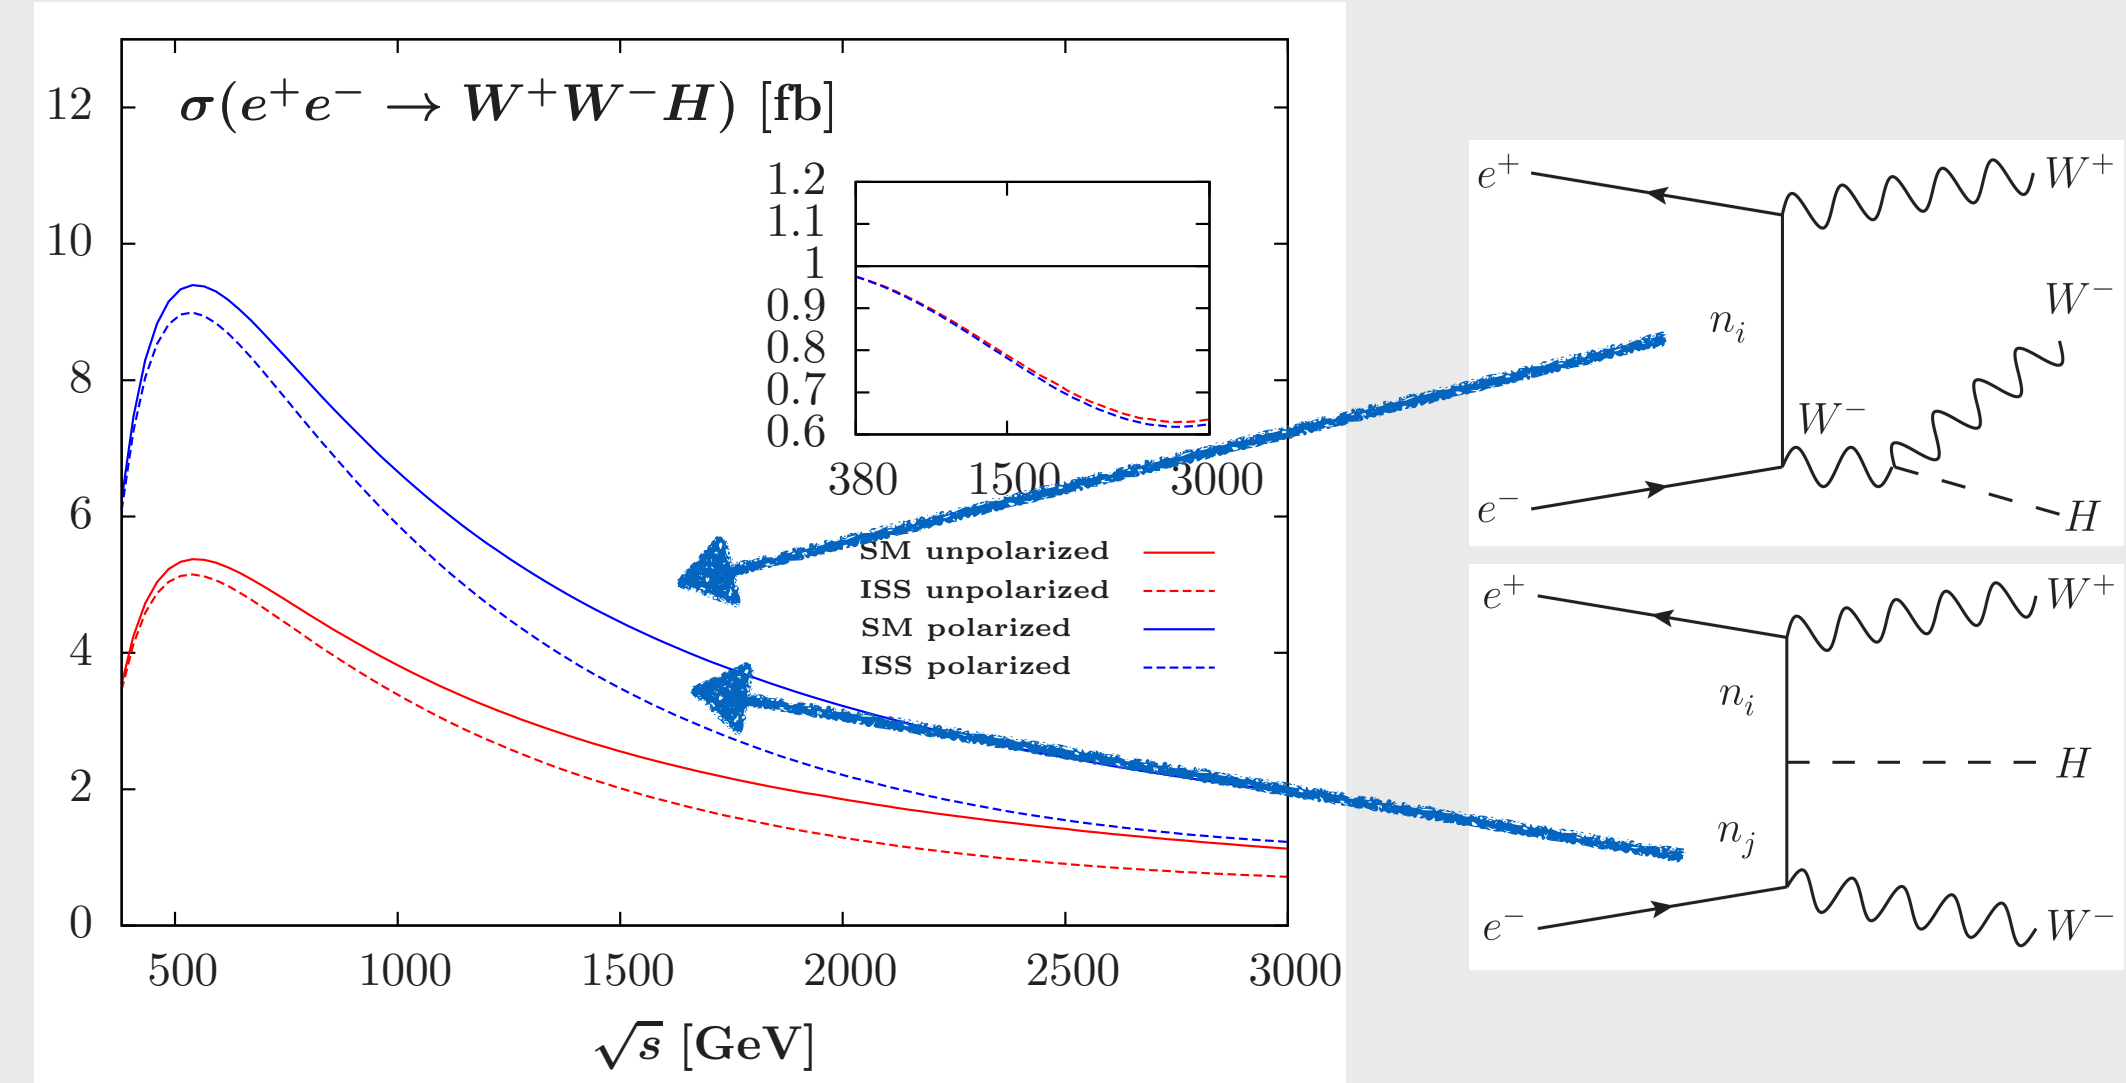 σ(e⁺e⁻ → W⁺W⁻H) [fb]
12
10
8
6
4
2
0
500 1000 1500 2000 2500 3000
√s [GeV]
1.2
1.1
1
0.9
0.8
0.7
0.6
380 1500 3000
SM unpolarized
ISS unpolarized
SM polarized
ISS polarized
e⁺ W⁺
W⁻
nᵢ
W⁻
e⁻ H
e⁺ W⁺
nᵢ
H
nⱼ
e⁻ W⁻